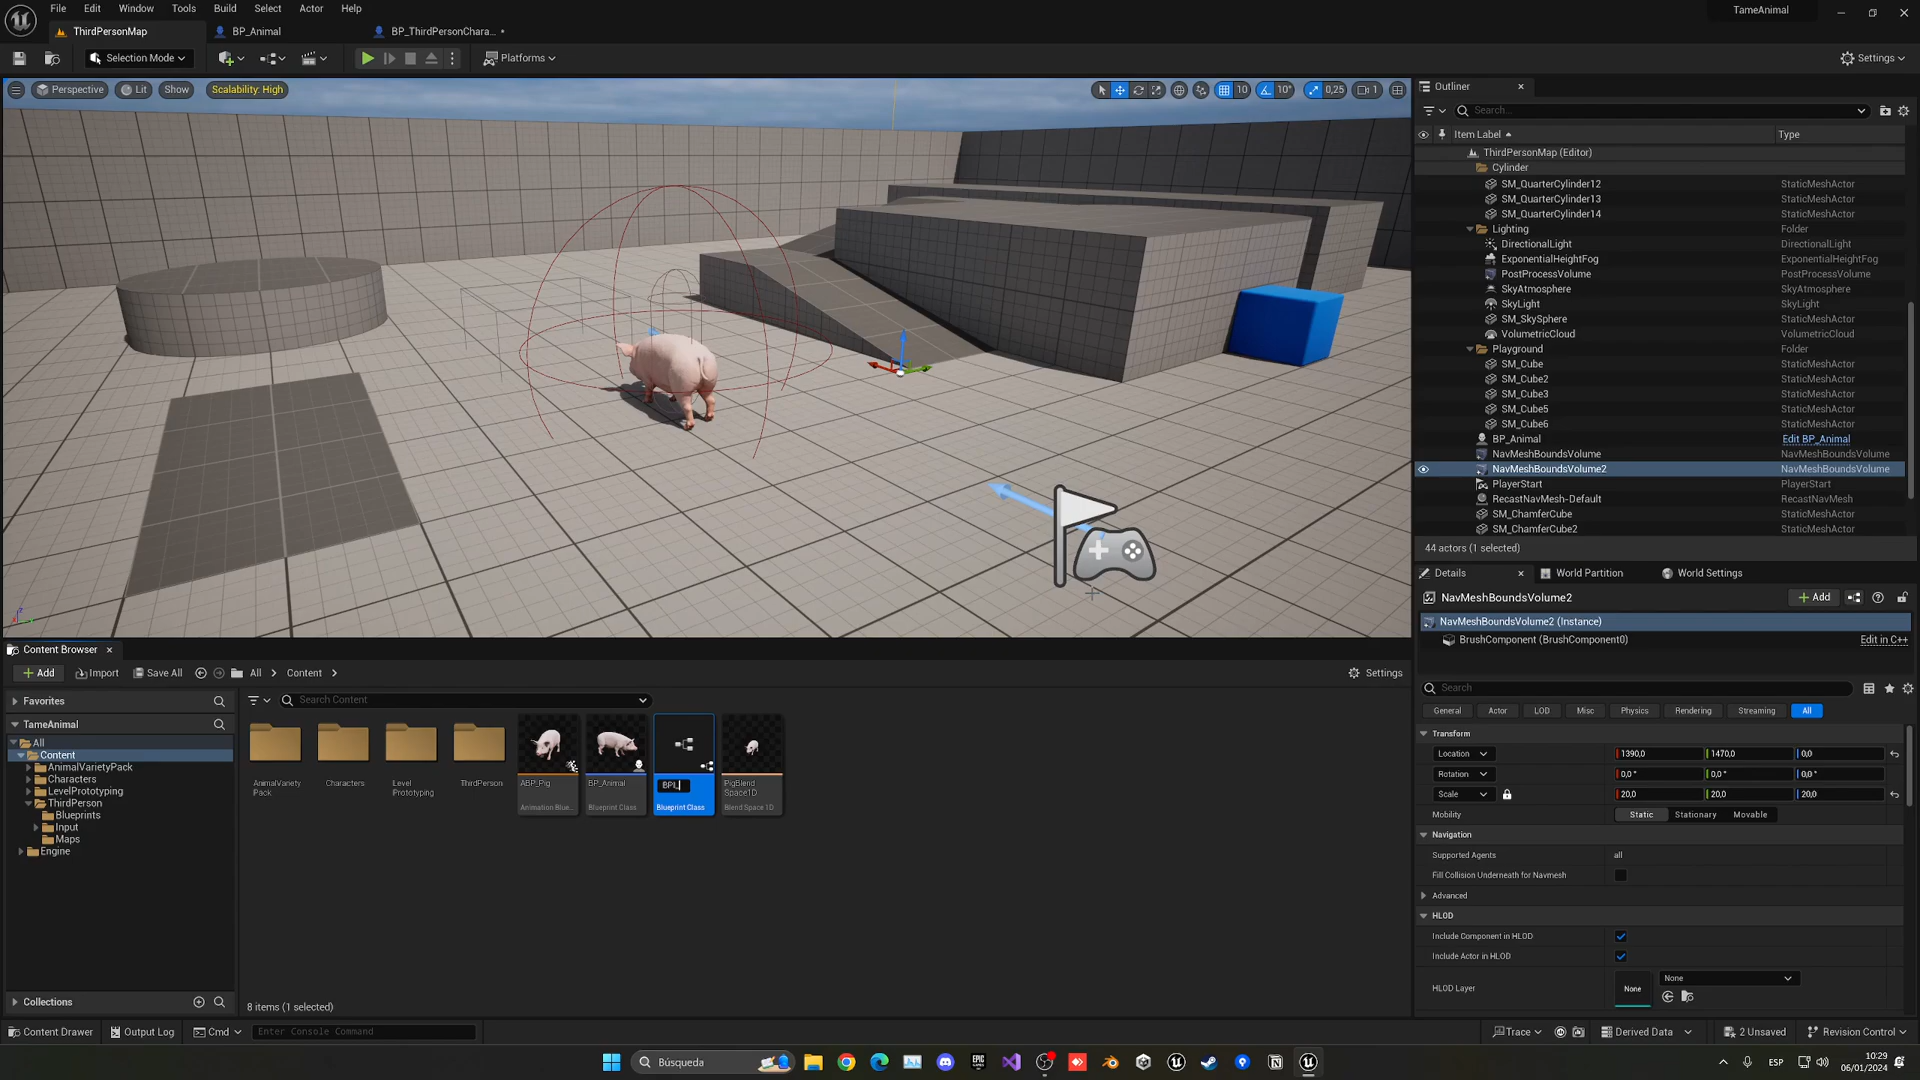 File Edit Window Tools Build Select Actor Help
TameAnimal
ThirdPersonMap
BP_Animal
BP_ThirdPersonChara... •
Selection Mode
Platforms
Settings
Perspective
Lit
Show
Scalability: High
10
10°
0,25
1
Outliner
Search...
Item Label
Type
ThirdPersonMap (Editor)
Cylinder
SM_QuarterCylinder12 StaticMeshActor
SM_QuarterCylinder13 StaticMeshActor
SM_QuarterCylinder14 StaticMeshActor
Lighting Folder
DirectionalLight DirectionalLight
ExponentialHeightFog ExponentialHeightFog
PostProcessVolume PostProcessVolume
SkyAtmosphere SkyAtmosphere
SkyLight SkyLight
SM_SkySphere StaticMeshActor
VolumetricCloud VolumetricCloud
Playground Folder
SM_Cube StaticMeshActor
SM_Cube2 StaticMeshActor
SM_Cube3 StaticMeshActor
SM_Cube5 StaticMeshActor
SM_Cube6 StaticMeshActor
BP_Animal Edit BP_Animal
NavMeshBoundsVolume NavMeshBoundsVolume
NavMeshBoundsVolume2 NavMeshBoundsVolume
PlayerStart PlayerStart
RecastNavMesh-Default RecastNavMesh
SM_ChamferCube StaticMeshActor
SM_ChamferCube2 StaticMeshActor
44 actors (1 selected)
Details
World Partition
World Settings
NavMeshBoundsVolume2
Add
NavMeshBoundsVolume2 (Instance)
BrushComponent (BrushComponent0) Edit in C++
Search
General Actor LOD Misc Physics Rendering Streaming All
Transform
Location 1390,0 1470,0 0,0
Rotation 0,0 ° 0,0 ° 0,0 °
Scale 20,0 20,0 20,0
Mobility Static Stationary Movable
Navigation
Supported Agents all
Fill Collision Underneath for Navmesh
Advanced
HLOD
Include Component in HLOD
Include Actor in HLOD
HLOD Layer None None
Content Browser
Add Import Save All All Content Settings
Favorites
TameAnimal
All
Content
AnimalVarietyPack
Characters
LevelPrototyping
ThirdPerson
Blueprints
Input
Maps
Engine
Collections
Search Content
AnimalVariety
Pack
Characters
Level
Prototyping
ThirdPerson
ABP_Pig
Animation Blue...
BP_Animal
Blueprint Class
BPI_
Blueprint Class
PigBlend
Space1D
Blend Space 1D
8 items (1 selected)
Content Drawer Output Log Cmd Enter Console Command
Trace Derived Data 2 Unsaved Revision Control
Búsqueda
ESP
10:29
06/01/2024